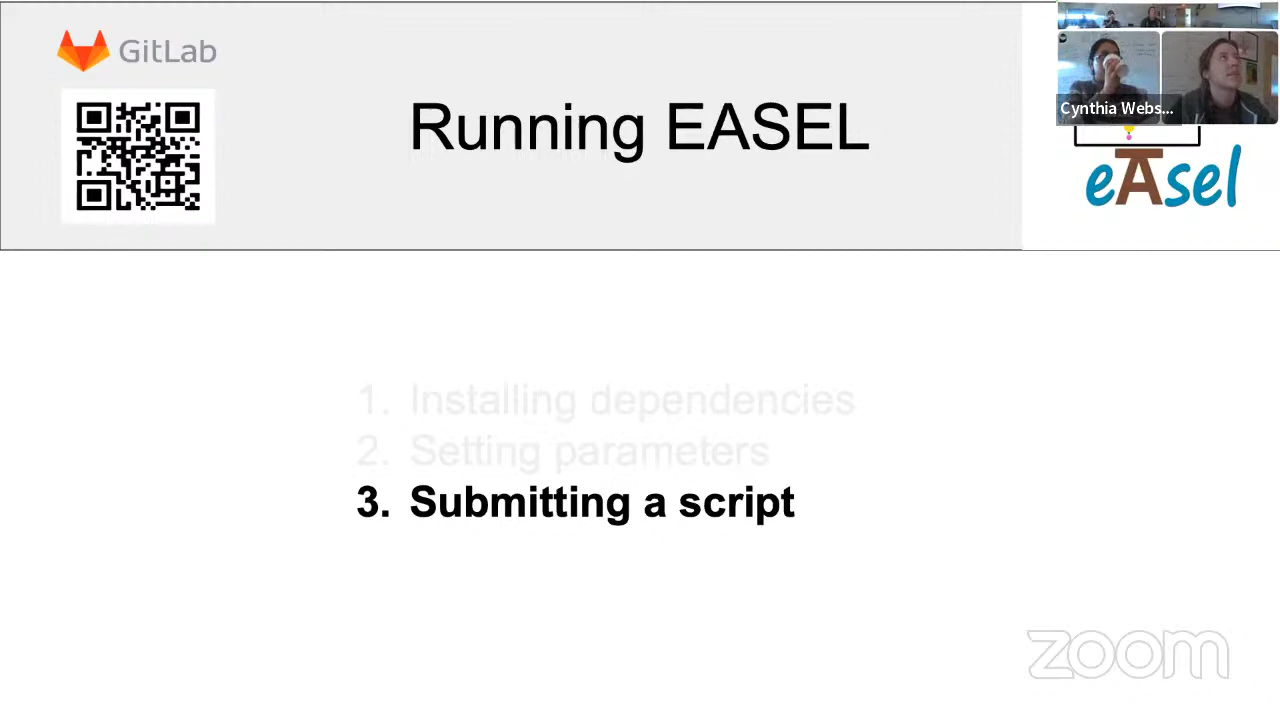 GitLab
Running EASEL
Cynthia Webs...
eAsel
1. Installing dependencies
2. Setting parameters
3. Submitting a script
zoom